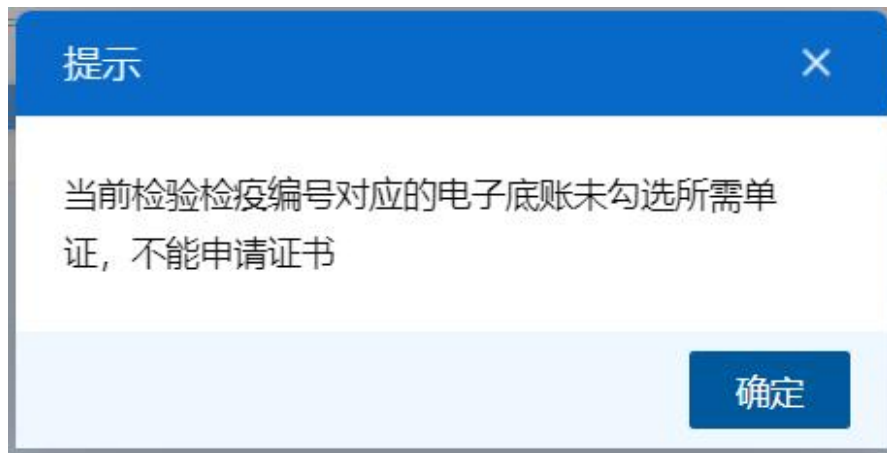 提示
当前检验检疫编号对应的电子底账未勾选所需单
证，不能申请证书
确定